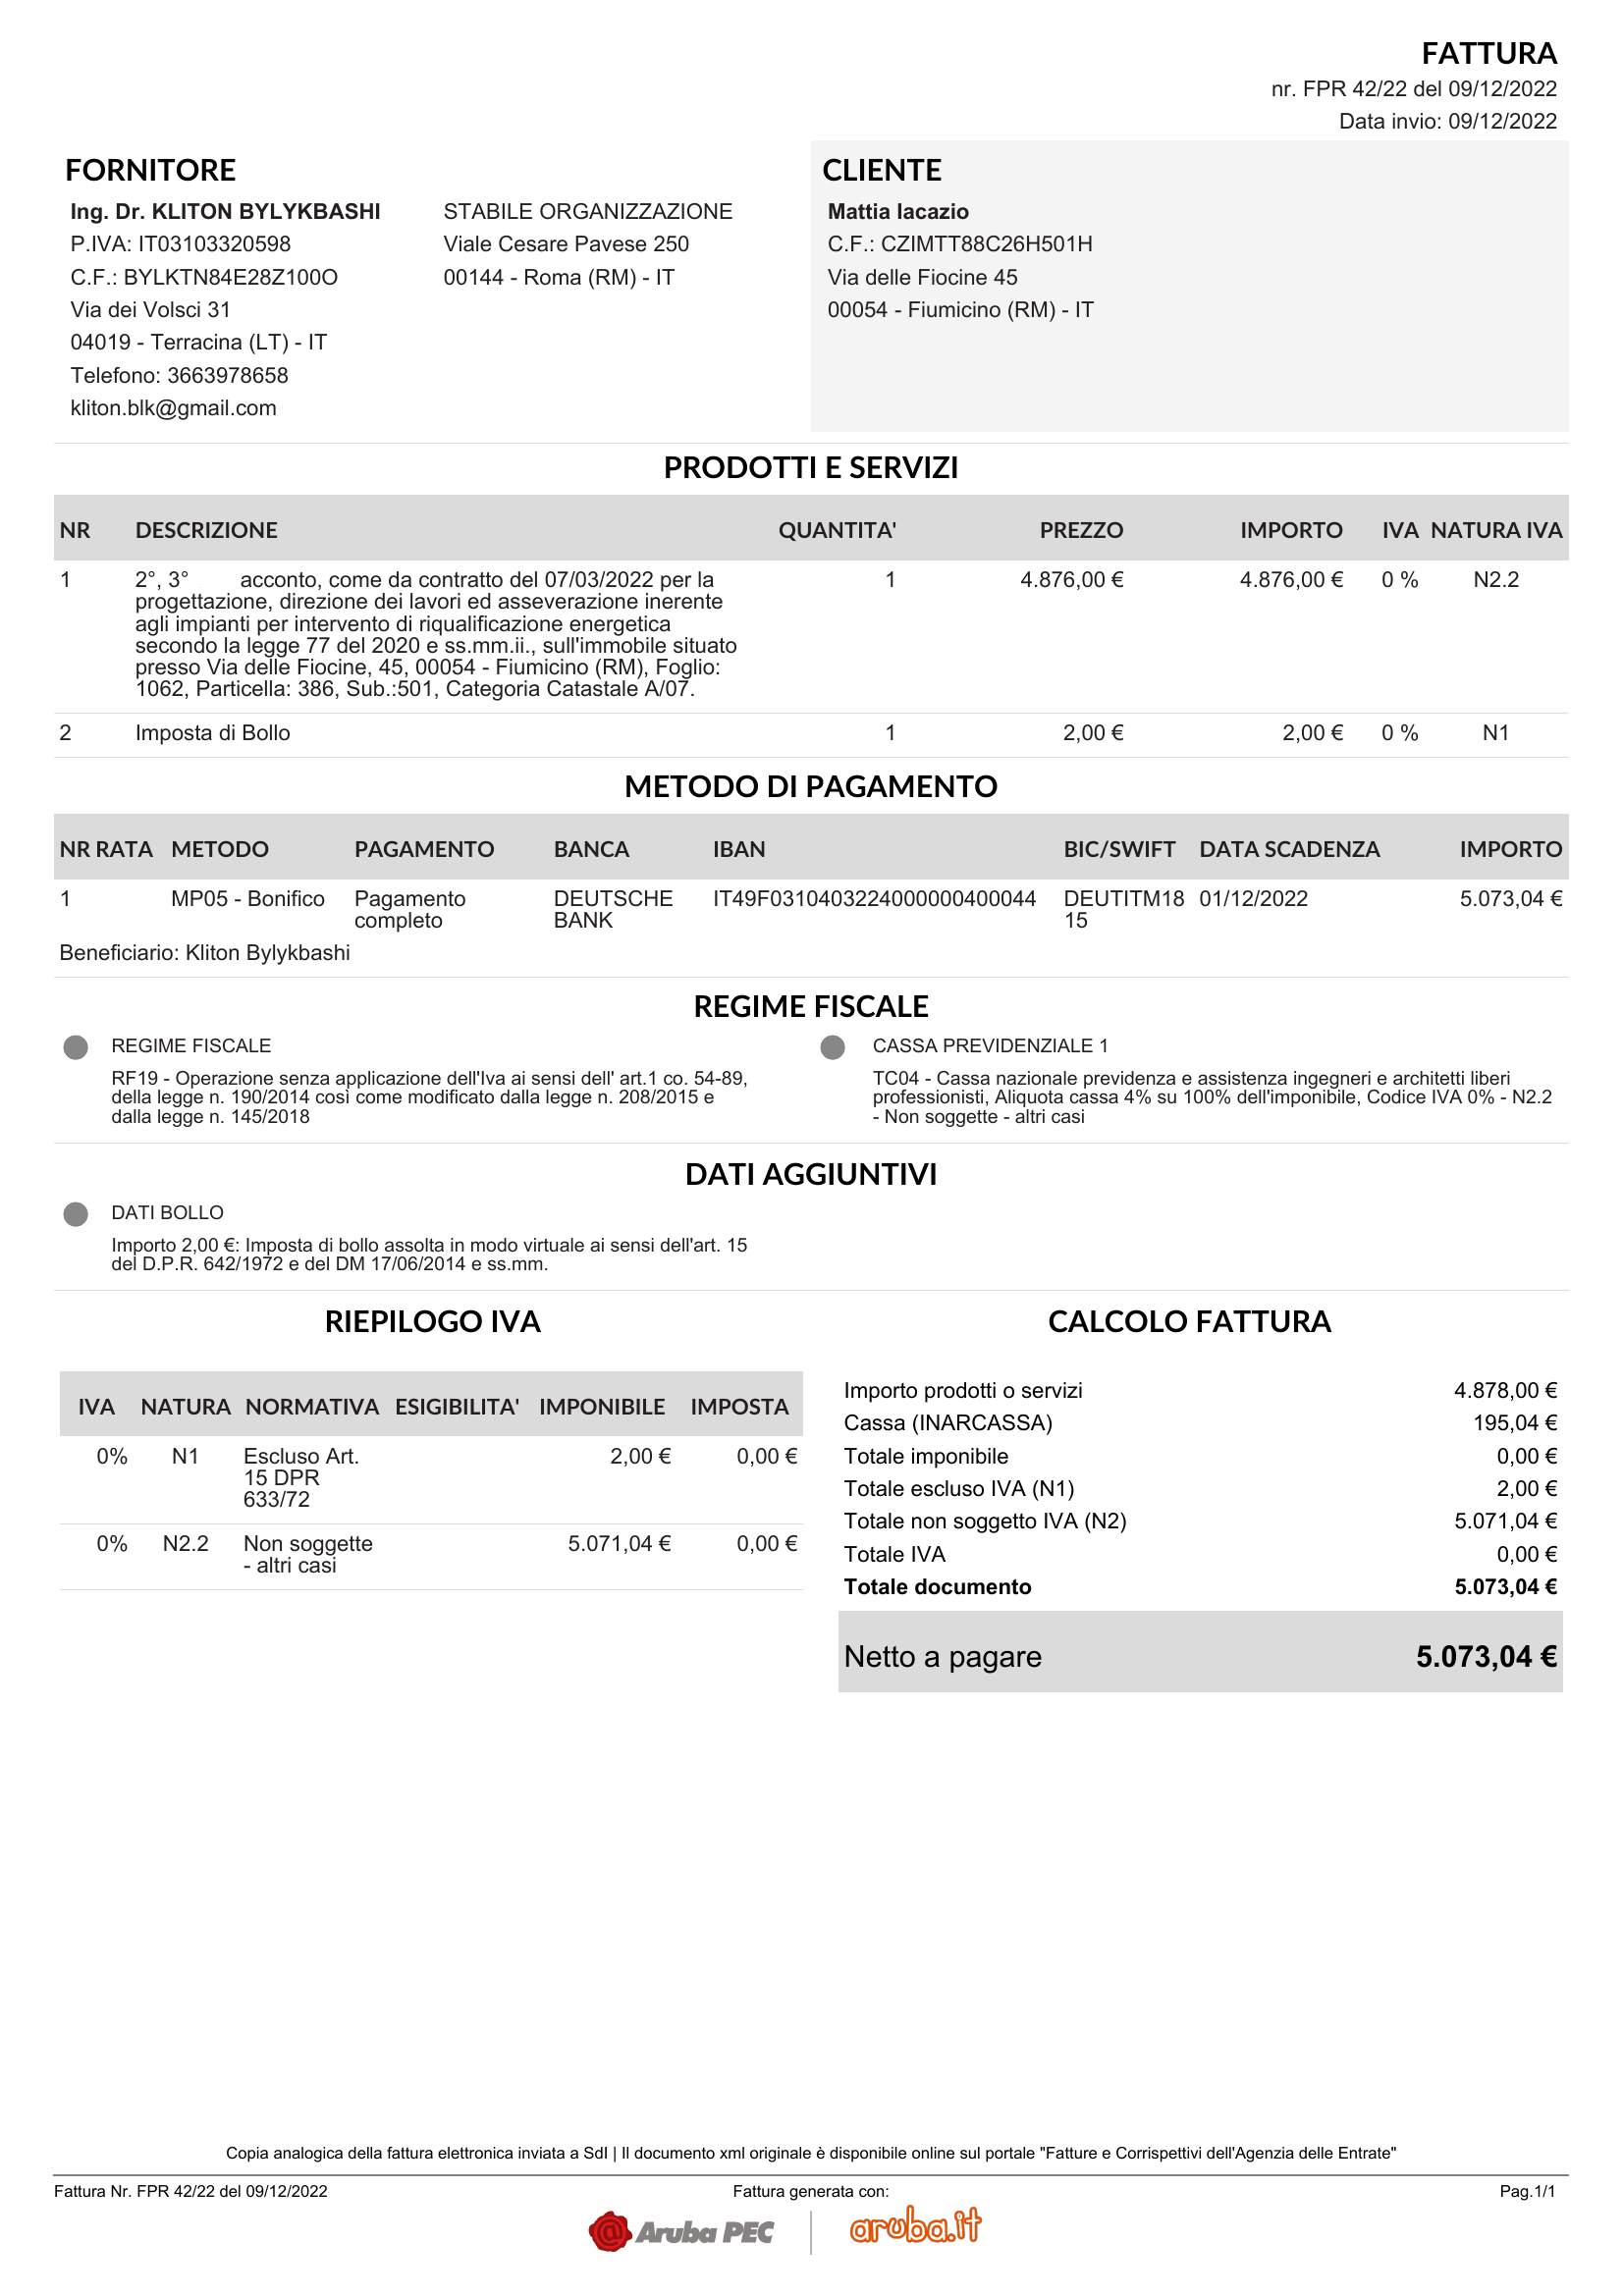 FATTURA
nr. FPR 42/22 del 09/12/2022
Data invio: 09/12/2022
FORNITORE
Ing. Dr. KLITON BYLYKBASHI
P.IVA: IT03103320598
C.F.: BYLKTN84E28Z100O
Via dei Volsci 31
04019 - Terracina (LT) - IT
Telefono: 3663978658
kliton.blk@gmail.com
STABILE ORGANIZZAZIONE
Viale Cesare Pavese 250
00144 - Roma (RM) - IT
CLIENTE
Mattia Iacazio
C.F.: CZIMTT88C26H501H
Via delle Fiocine 45
00054 - Fiumicino (RM) - IT
PRODOTTI E SERVIZI
NR DESCRIZIONE QUANTITA' PREZZO IMPORTO IVA NATURA IVA
1 2°, 3° acconto, come da contratto del 07/03/2022 per la 1 4.876,00 € 4.876,00 € 0 % N2.2
progettazione, direzione dei lavori ed asseverazione inerente
agli impianti per intervento di riqualificazione energetica
secondo la legge 77 del 2020 e ss.mm.ii., sull'immobile situato
presso Via delle Fiocine, 45, 00054 - Fiumicino (RM), Foglio:
1062, Particella: 386, Sub.:501, Categoria Catastale A/07.
2 Imposta di Bollo 1 2,00 € 2,00 € 0 % N1
METODO DI PAGAMENTO
NR RATA METODO PAGAMENTO BANCA IBAN BIC/SWIFT DATA SCADENZA IMPORTO
1 MP05 - Bonifico Pagamento DEUTSCHE IT49F0310403224000000400044 DEUTITM18 01/12/2022 5.073,04 €
completo BANK 15
Beneficiario: Kliton Bylykbashi
REGIME FISCALE
REGIME FISCALE
RF19 - Operazione senza applicazione dell'Iva ai sensi dell' art.1 co. 54-89,
della legge n. 190/2014 così come modificato dalla legge n. 208/2015 e
dalla legge n. 145/2018
CASSA PREVIDENZIALE 1
TC04 - Cassa nazionale previdenza e assistenza ingegneri e architetti liberi
professionisti, Aliquota cassa 4% su 100% dell'imponibile, Codice IVA 0% - N2.2
- Non soggette - altri casi
DATI AGGIUNTIVI
DATI BOLLO
Importo 2,00 €: Imposta di bollo assolta in modo virtuale ai sensi dell'art. 15
del D.P.R. 642/1972 e del DM 17/06/2014 e ss.mm.
RIEPILOGO IVA
IVA NATURA NORMATIVA ESIGIBILITA' IMPONIBILE IMPOSTA
0% N1 Escluso Art. 2,00 € 0,00 €
15 DPR
633/72
0% N2.2 Non soggette 5.071,04 € 0,00 €
- altri casi
CALCOLO FATTURA
Importo prodotti o servizi 4.878,00 €
Cassa (INARCASSA) 195,04 €
Totale imponibile 0,00 €
Totale escluso IVA (N1) 2,00 €
Totale non soggetto IVA (N2) 5.071,04 €
Totale IVA 0,00 €
Totale documento 5.073,04 €
Netto a pagare 5.073,04 €
Copia analogica della fattura elettronica inviata a SdI | Il documento xml originale è disponibile online sul portale "Fatture e Corrispettivi dell'Agenzia delle Entrate"
Fattura Nr. FPR 42/22 del 09/12/2022 Fattura generata con: Pag.1/1
@ Aruba PEC aruba.it